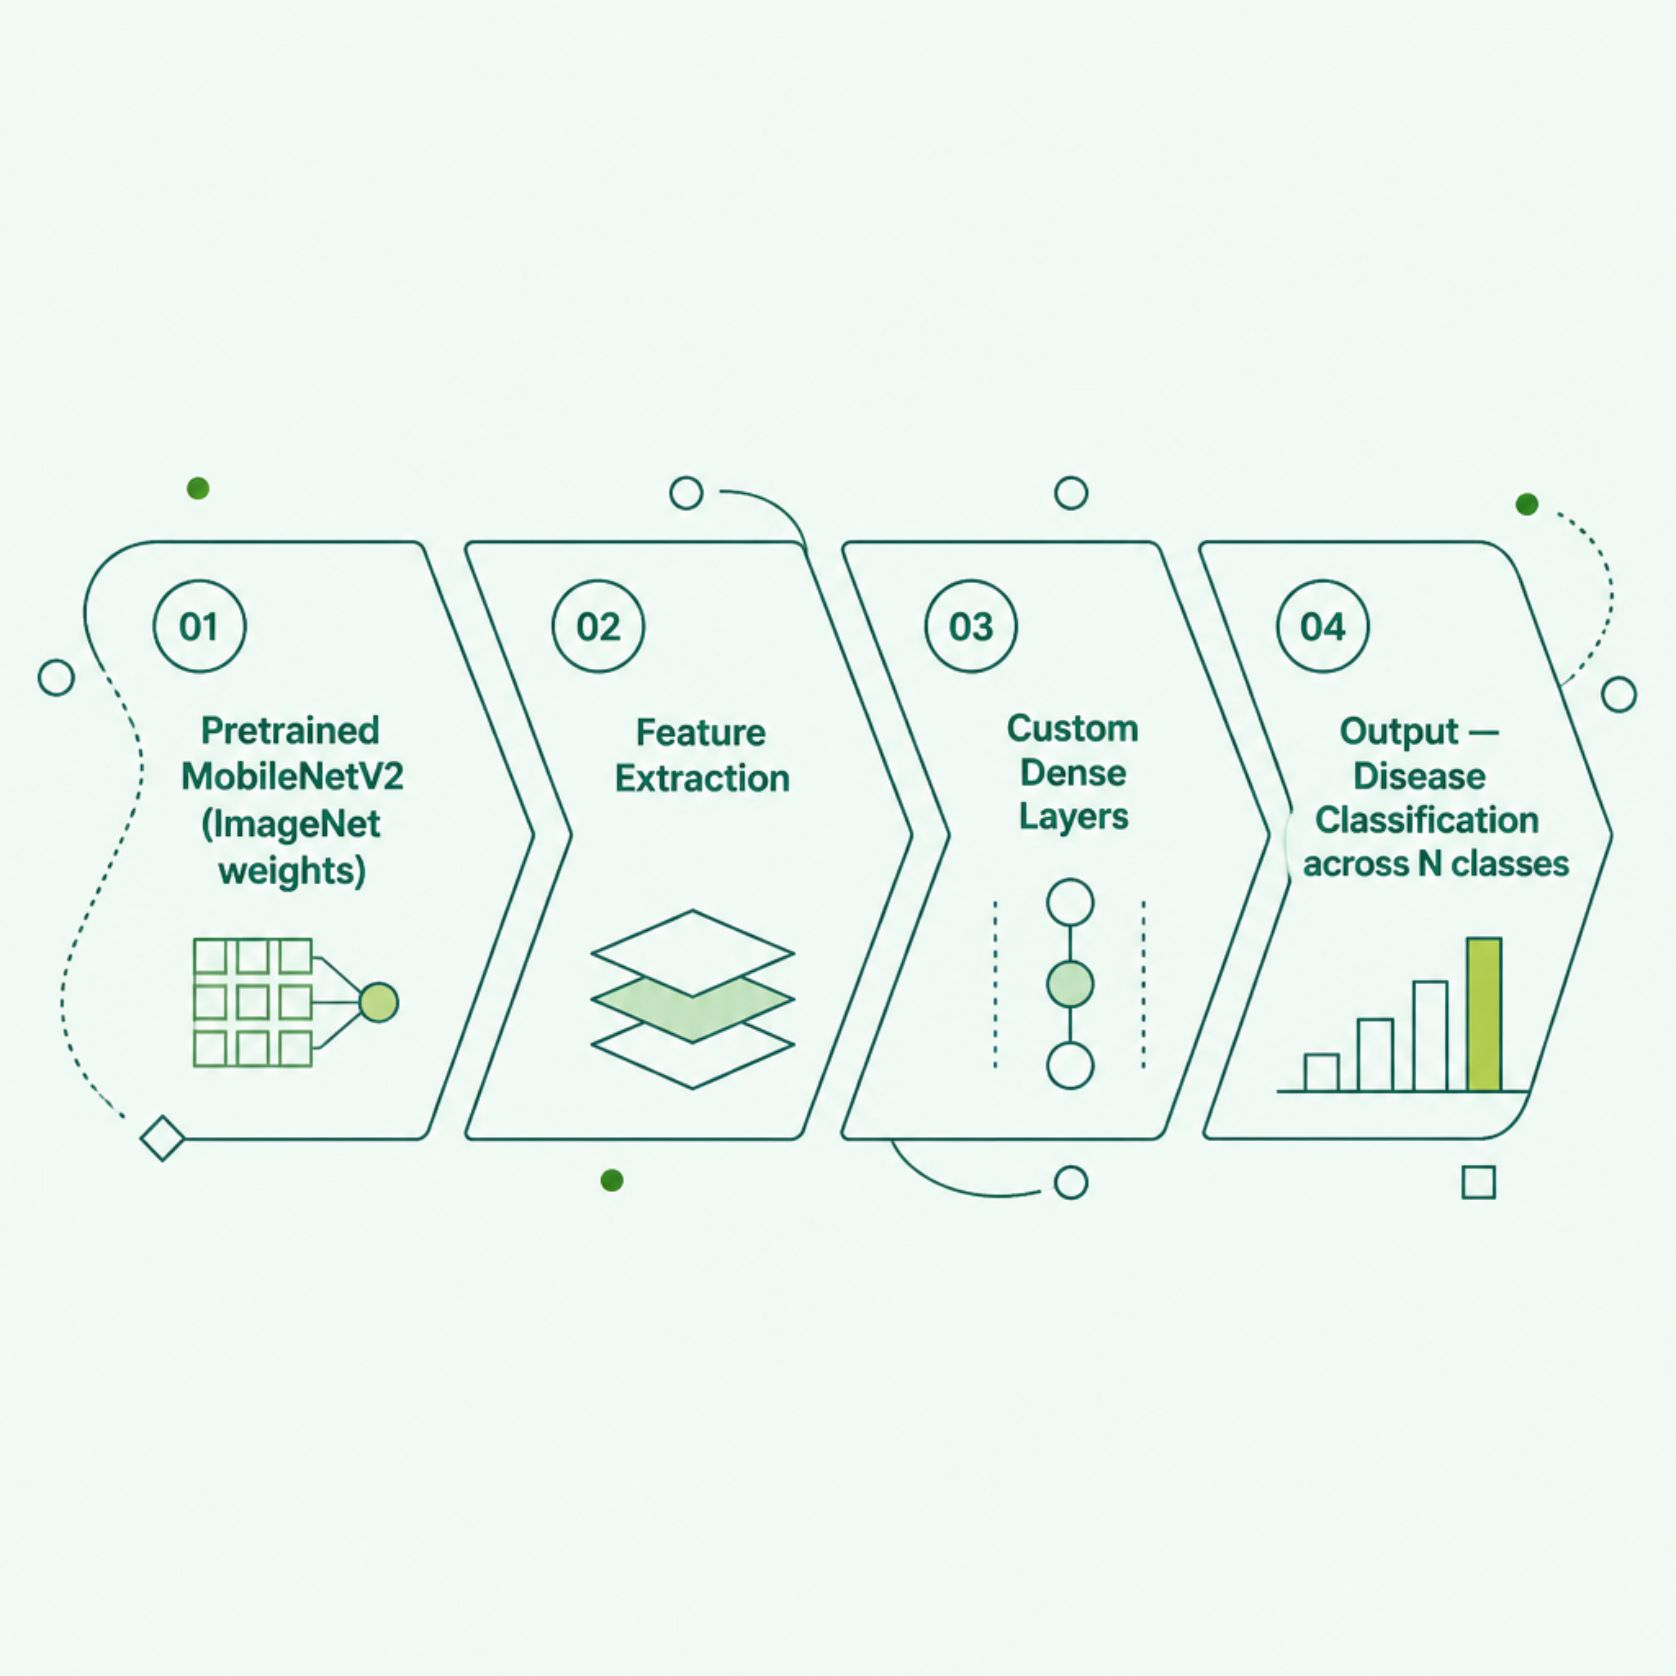 01
Pretrained
MobileNetV2
(ImageNet
weights)
02
Feature
Extraction
03
Custom
Dense
Layers
04
Output —
Disease
Classification
across N classes